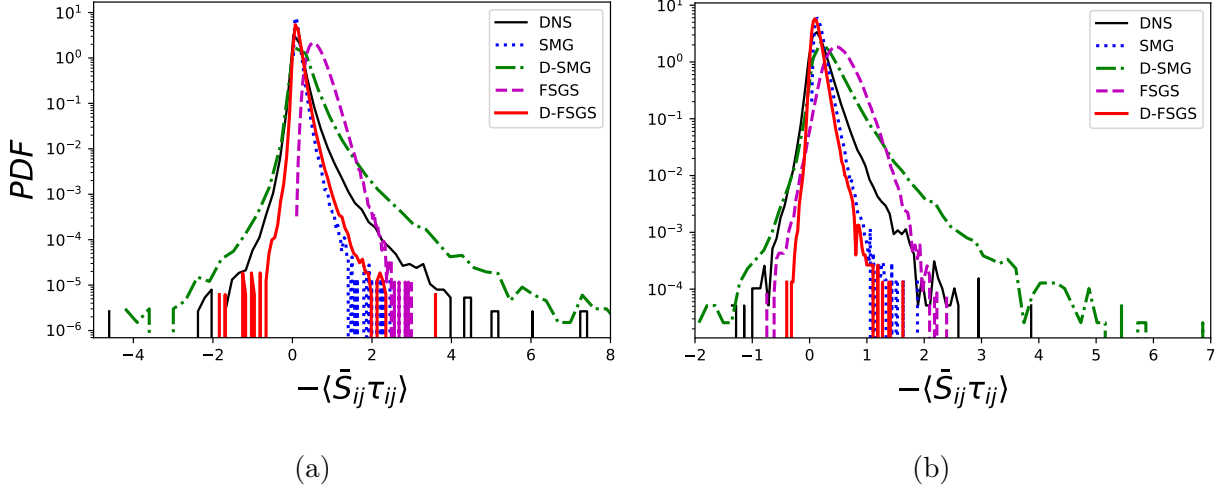 DNS
SMG
D-SMG
FSGS
D-FSGS
PDF
10¹
10⁰
10⁻¹
10⁻²
10⁻³
10⁻⁴
10⁻⁵
10⁻⁶
−4 −2 0 2 4 6 8
−⟨S̄ᵢⱼτᵢⱼ⟩
(a)
DNS
SMG
D-SMG
FSGS
D-FSGS
10¹
10⁰
10⁻¹
10⁻²
10⁻³
10⁻⁴
−2 −1 0 1 2 3 4 5 6 7
−⟨S̄ᵢⱼτᵢⱼ⟩
(b)